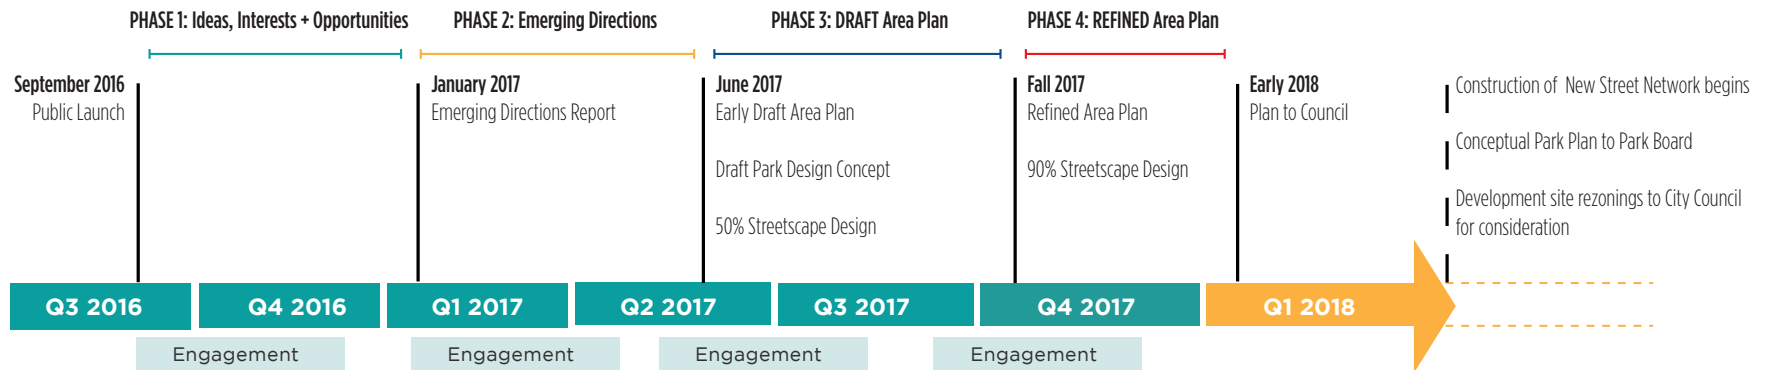 PHASE 1: Ideas, Interests + Opportunities
PHASE 2: Emerging Directions
PHASE 3: DRAFT Area Plan
PHASE 4: REFINED Area Plan
September 2016
Public Launch
January 2017
Emerging Directions Report
June 2017
Early Draft Area Plan
Draft Park Design Concept
50% Streetscape Design
Fall 2017
Refined Area Plan
90% Streetscape Design
Early 2018
Plan to Council
Construction of New Street Network begins
Conceptual Park Plan to Park Board
Development site rezonings to City Council
for consideration
Q3 2016
Q4 2016
Q1 2017
Q2 2017
Q3 2017
Q4 2017
Q1 2018
Engagement
Engagement
Engagement
Engagement